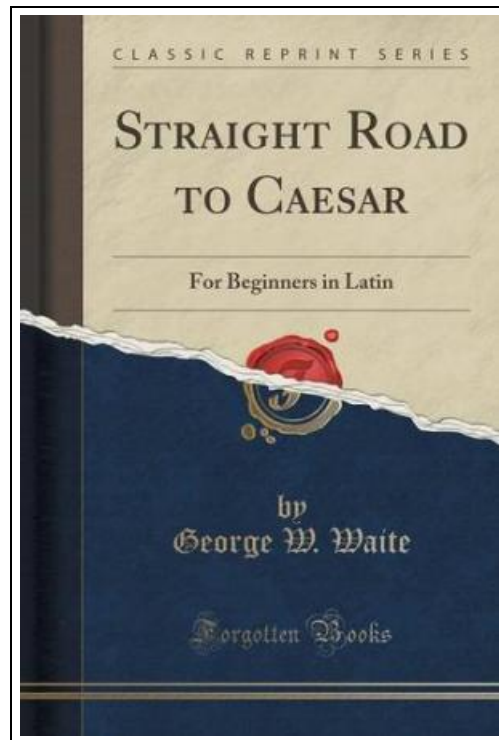 CLASSIC REPRINT SERIES
STRAIGHT ROAD
TO CAESAR
For Beginners in Latin
F
by
George W. Waite
Forgotten Books